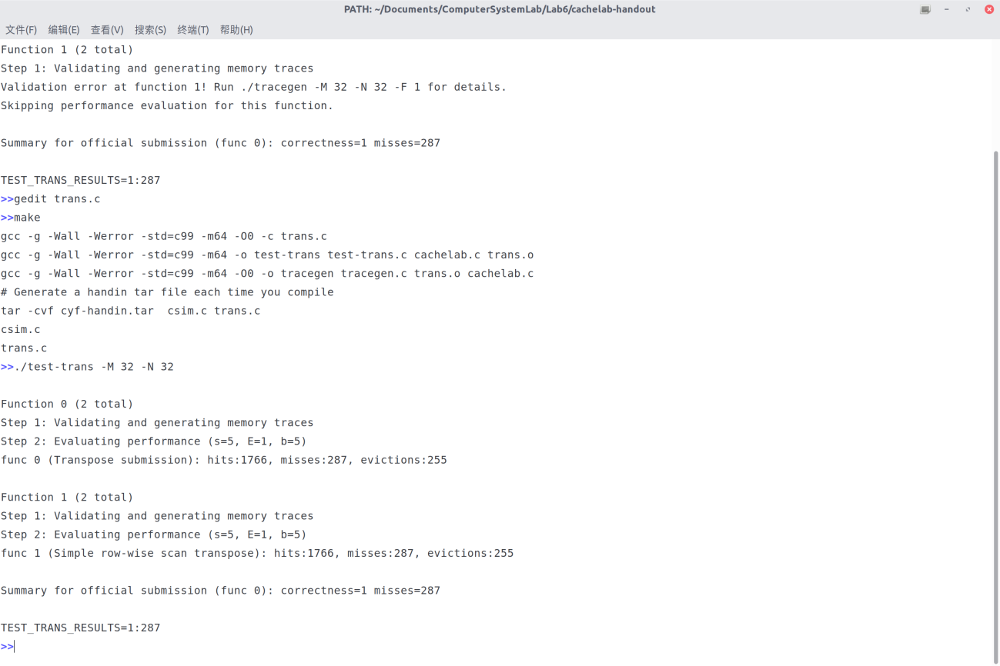 PATH: ~/Documents/ComputerSystemLab/Lab6/cachelab-handout
文件(F) 编辑(E) 查看(V) 搜索(S) 终端(T) 帮助(H)
Function 1 (2 total)
Step 1: Validating and generating memory traces
Validation error at function 1! Run ./tracegen -M 32 -N 32 -F 1 for details.
Skipping performance evaluation for this function.
Summary for official submission (func 0): correctness=1 misses=287
TEST_TRANS_RESULTS=1:287
>>gedit trans.c
>>make
gcc -g -Wall -Werror -std=c99 -m64 -O0 -c trans.c
gcc -g -Wall -Werror -std=c99 -m64 -o test-trans test-trans.c cachelab.c trans.o
gcc -g -Wall -Werror -std=c99 -m64 -O0 -o tracegen tracegen.c trans.o cachelab.c
# Generate a handin tar file each time you compile
tar -cvf cyf-handin.tar  csim.c trans.c
csim.c
trans.c
>>./test-trans -M 32 -N 32
Function 0 (2 total)
Step 1: Validating and generating memory traces
Step 2: Evaluating performance (s=5, E=1, b=5)
func 0 (Transpose submission): hits:1766, misses:287, evictions:255
Function 1 (2 total)
Step 1: Validating and generating memory traces
Step 2: Evaluating performance (s=5, E=1, b=5)
func 1 (Simple row-wise scan transpose): hits:1766, misses:287, evictions:255
Summary for official submission (func 0): correctness=1 misses=287
TEST_TRANS_RESULTS=1:287
>>